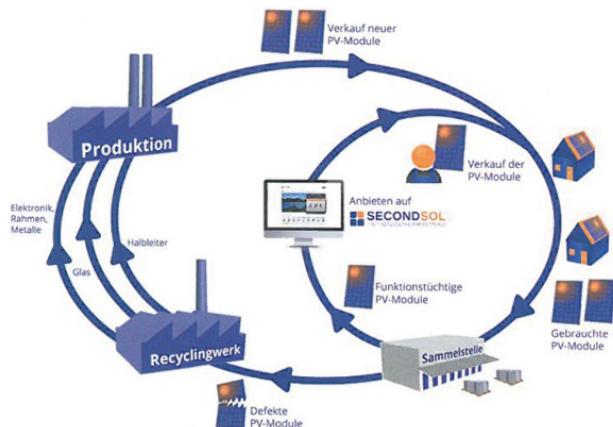 Verkauf neuer
PV-Module
Produktion
Verkauf der
PV-Module
Elektronik,
Rahmen,
Metalle
Anbieten auf
SECONDSOL
Halbleiter
Glas
Funktionstüchtige
PV-Module
Gebrauchte
PV-Module
Sammelstelle
Recyclingwerk
Defekte
PV-Module